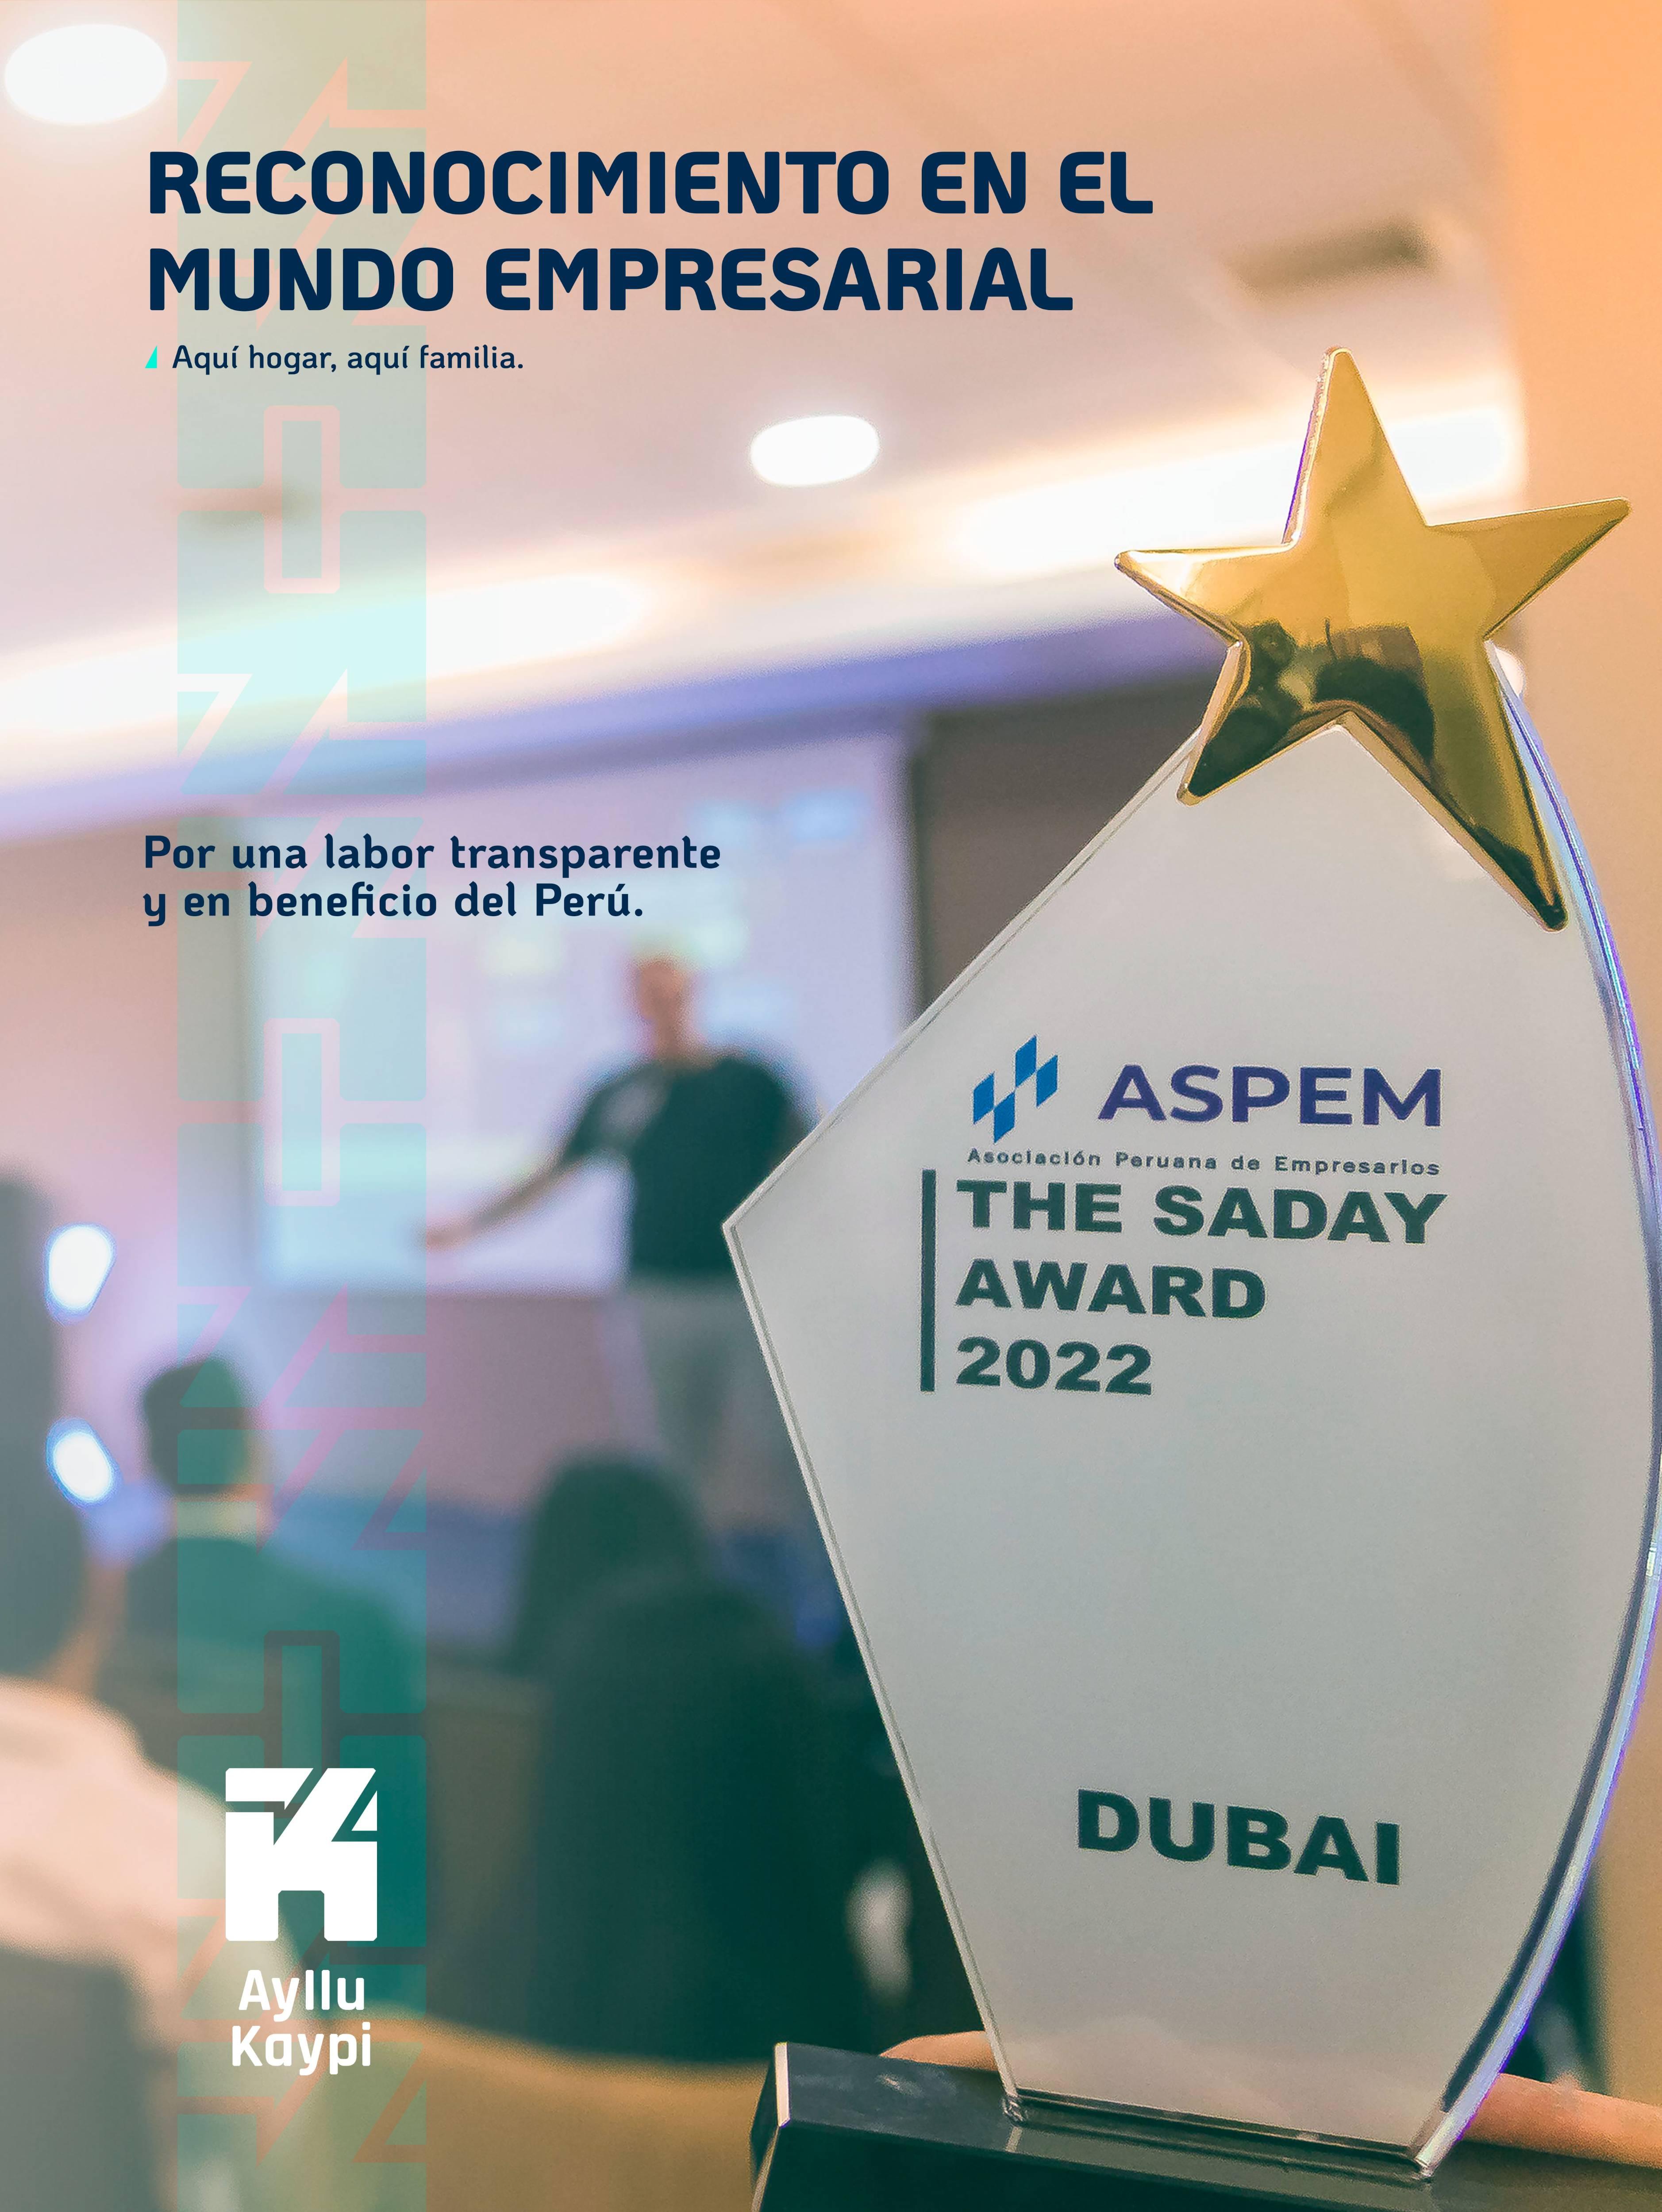 RECONOCIMIENTO EN EL
MUNDO EMPRESARIAL
Aquí hogar, aquí familia.
Por una labor transparente
y en beneficio del Perú.
ASPEM
Asociación Peruana de Empresarios
THE SADAY
AWARD
2022
DUBAI
Ayllu
Kaypi